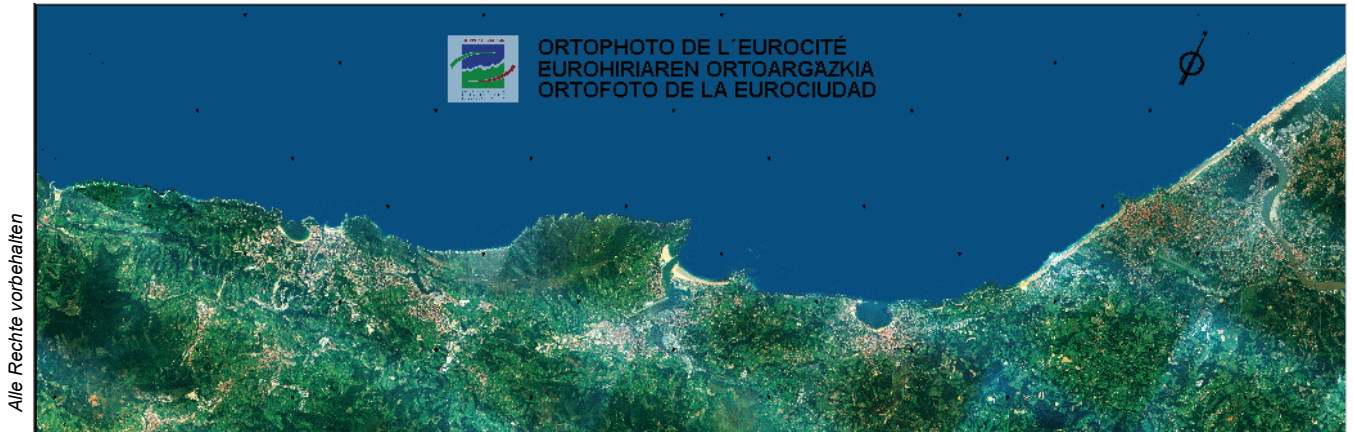 ORTOPHOTO DE L´EUROCITÉ
EUROHIRIAREN ORTOARGAZKIA
ORTOFOTO DE LA EUROCIUDAD
Alle Rechte vorbehalten